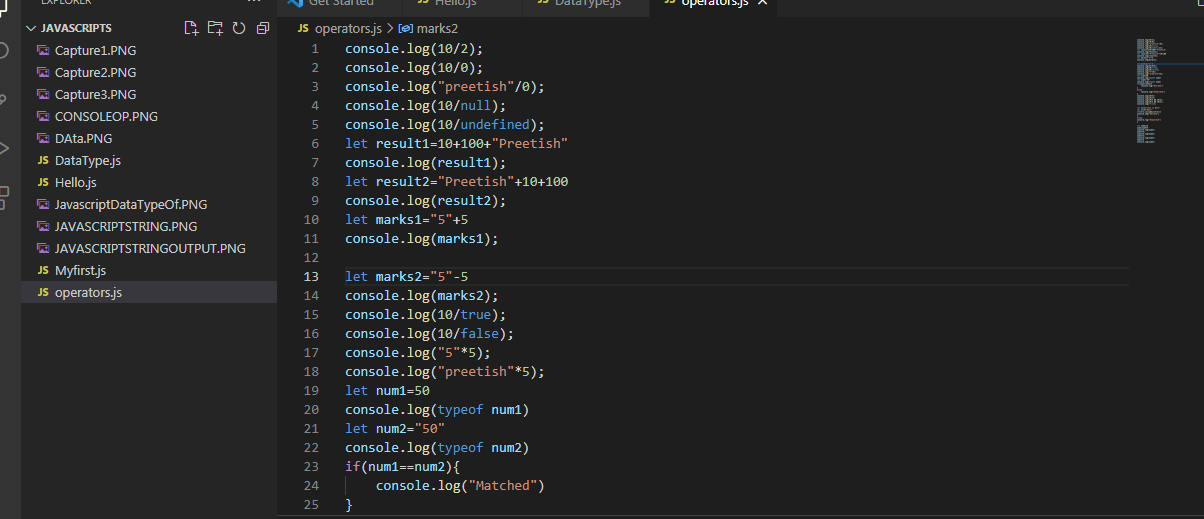 EXPLORER
Get Started
Hello.js
DataType.js
operators.js
JAVASCRIPTS
Capture1.PNG
Capture2.PNG
Capture3.PNG
CONSOLEOP.PNG
DAta.PNG
JS DataType.js
JS Hello.js
JavascriptDataTypeOf.PNG
JAVASCRIPTSTRING.PNG
JAVASCRIPTSTRINGOUTPUT.PNG
JS Myfirst.js
JS operators.js
JS operators.js > marks2
1 console.log(10/2);
2 console.log(10/0);
3 console.log("preetish"/0);
4 console.log(10/null);
5 console.log(10/undefined);
6 let result1=10+100+"Preetish"
7 console.log(result1);
8 let result2="Preetish"+10+100
9 console.log(result2);
10 let marks1="5"+5
11 console.log(marks1);
12
13 let marks2="5"-5
14 console.log(marks2);
15 console.log(10/true);
16 console.log(10/false);
17 console.log("5"*5);
18 console.log("preetish"*5);
19 let num1=50
20 console.log(typeof num1)
21 let num2="50"
22 console.log(typeof num2)
23 if(num1==num2){
24 console.log("Matched")
25 }